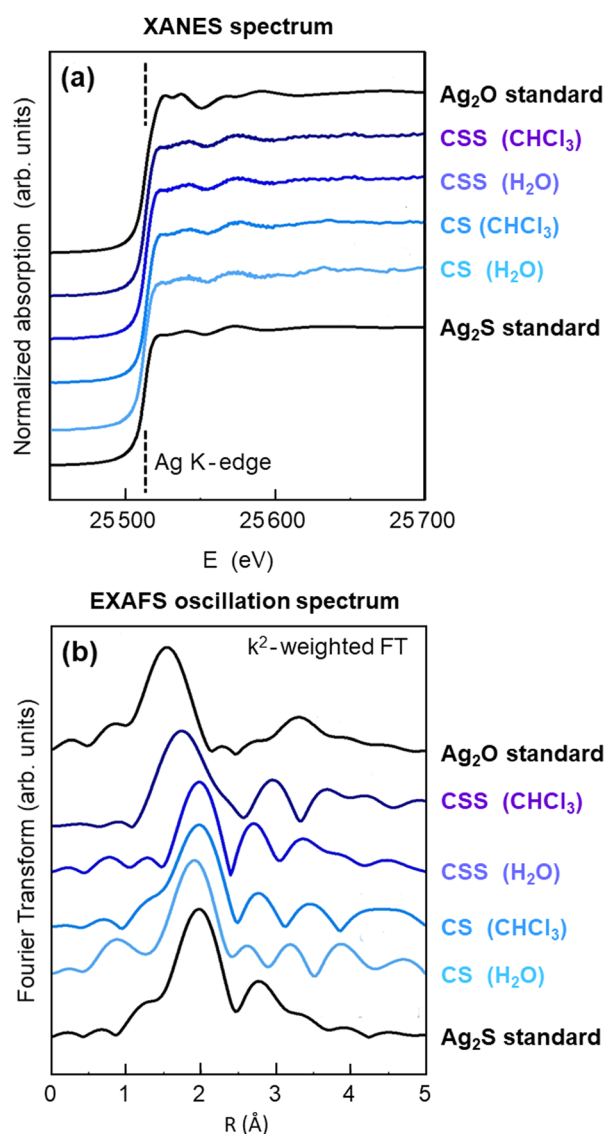 XANES spectrum
(a)
Normalized absorption (arb. units)
Ag₂O standard
CSS (CHCl₃)
CSS (H₂O)
CS (CHCl₃)
CS (H₂O)
Ag₂S standard
Ag K-edge
25500 25600 25700
E (eV)
EXAFS oscillation spectrum
(b)
k²-weighted FT
Fourier Transform (arb. units)
Ag₂O standard
CSS (CHCl₃)
CSS (H₂O)
CS (CHCl₃)
CS (H₂O)
Ag₂S standard
0 1 2 3 4 5
R (Å)